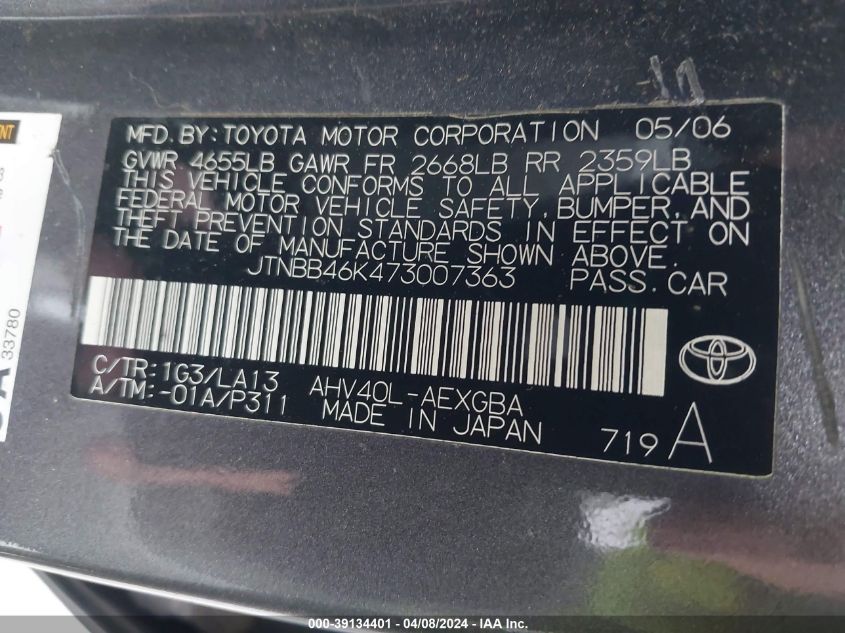 11
MFD. BY: TOYOTA MOTOR CORPORATION 05/06
GVWR 4655LB GAWR FR 2668LB RR 2359LB
THIS VEHICLE CONFORMS TO ALL APPLICABLE
FEDERAL MOTOR VEHICLE SAFETY, BUMPER, AND
THEFT PREVENTION STANDARDS IN EFFECT ON
THE DATE OF MANUFACTURE SHOWN ABOVE.
JTNBB46K473007363 PASS. CAR
C/TR: 1G3/LA13 AHV40L-AEXGBA
A/TM: -01A/P311 MADE IN JAPAN
719 A
33780
000-39134401 - 04/08/2024 - IAA Inc.